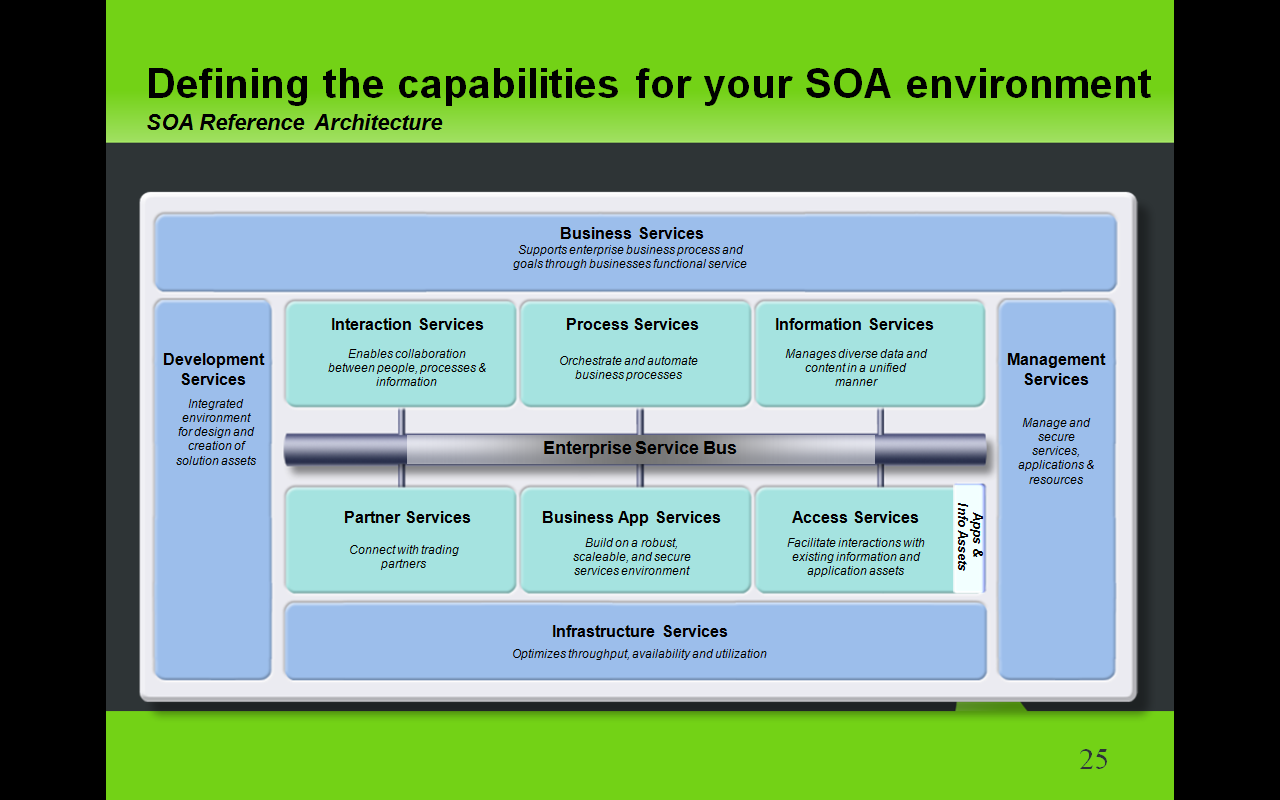 Defining the capabilities for your SOA environment
SOA Reference Architecture
Business Services
Supports enterprise business process and
goals through businesses functional service
Development
Services
Integrated
environment
for design and
creation of
solution assets
Interaction Services
Enables collaboration
between people, processes &
information
Process Services
Orchestrate and automate
business processes
Information Services
Manages diverse data and
content in a unified
manner
Management
Services
Manage and
secure
services,
applications &
resources
Enterprise Service Bus
Partner Services
Connect with trading
partners
Business App Services
Build on a robust,
scaleable, and secure
services environment
Access Services
Facilitate interactions with
existing information and
application assets
Apps &
Info Assets
Infrastructure Services
Optimizes throughput, availability and utilization
25